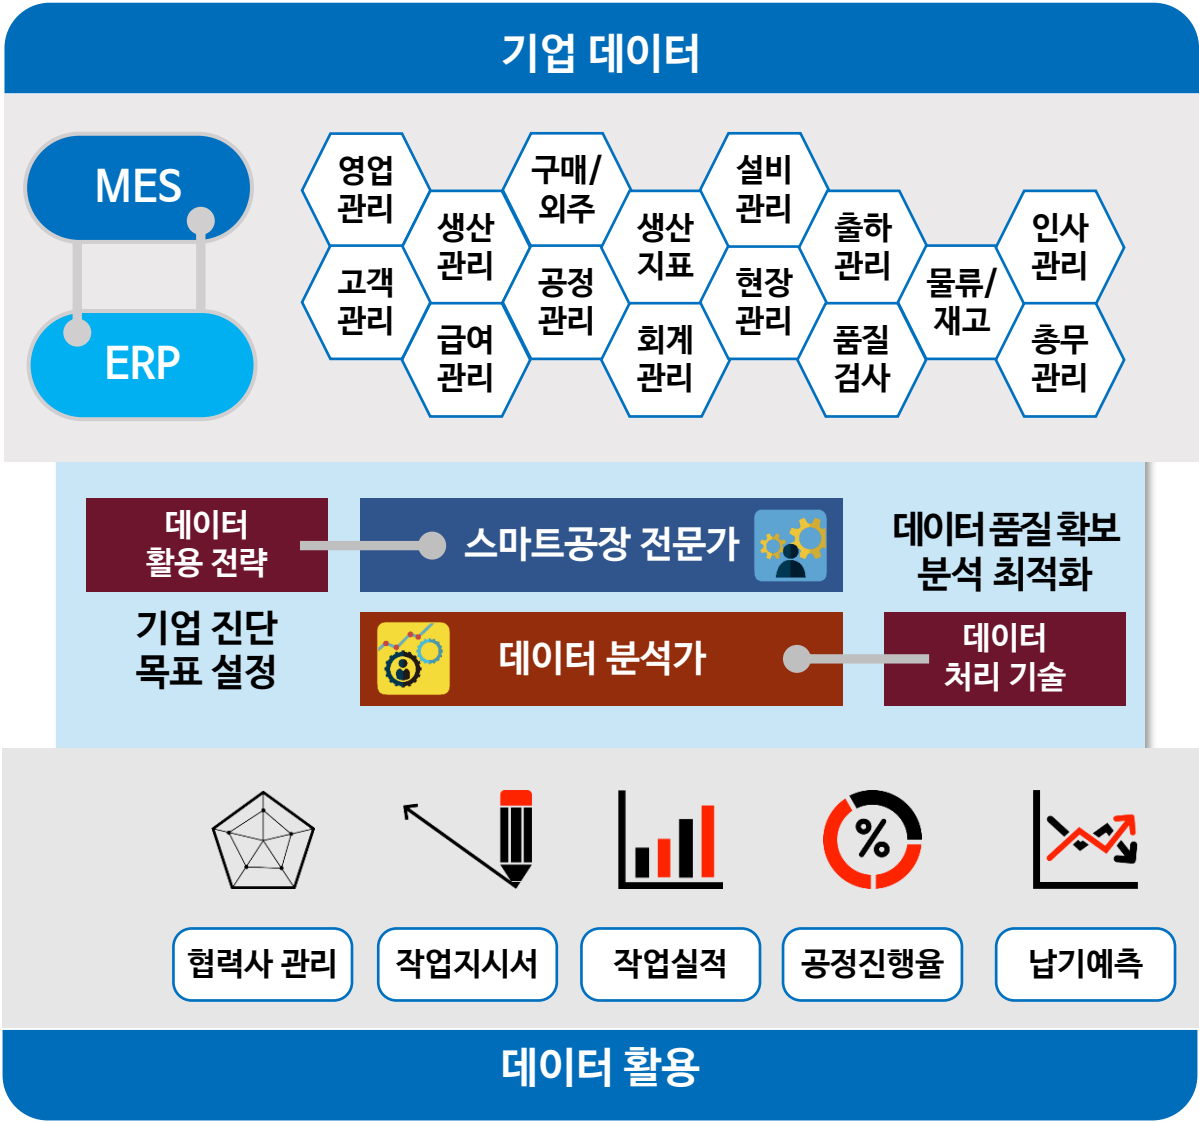 기업 데이터
MES
ERP
영업
관리
고객
관리
생산
관리
급여
관리
구매/
외주
공정
관리
생산
지표
회계
관리
설비
관리
현장
관리
출하
관리
품질
검사
물류/
재고
인사
관리
총무
관리
데이터
활용 전략
스마트공장 전문가
데이터 품질 확보
분석 최적화
기업 진단
목표 설정
데이터 분석가
데이터
처리 기술
%
협력사 관리
작업지시서
작업실적
공정진행율
납기예측
데이터 활용